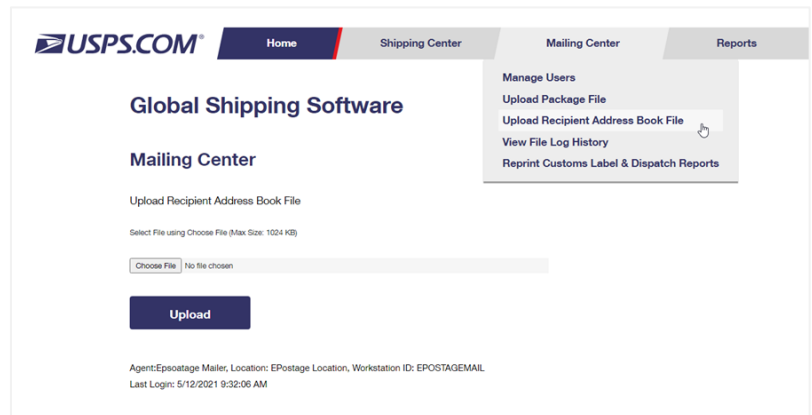 USPS.COM®
Home
Shipping Center
Mailing Center
Reports
Manage Users
Upload Package File
Upload Recipient Address Book File
View File Log History
Reprint Customs Label & Dispatch Reports
Global Shipping Software
Mailing Center
Upload Recipient Address Book File
Select File using Choose File (Max Size: 1024 KB)
Choose File No file chosen
Upload
Agent:Epsoatage Mailer, Location: EPostage Location, Workstation ID: EPOSTAGEMAIL
Last Login: 5/12/2021 9:32:06 AM